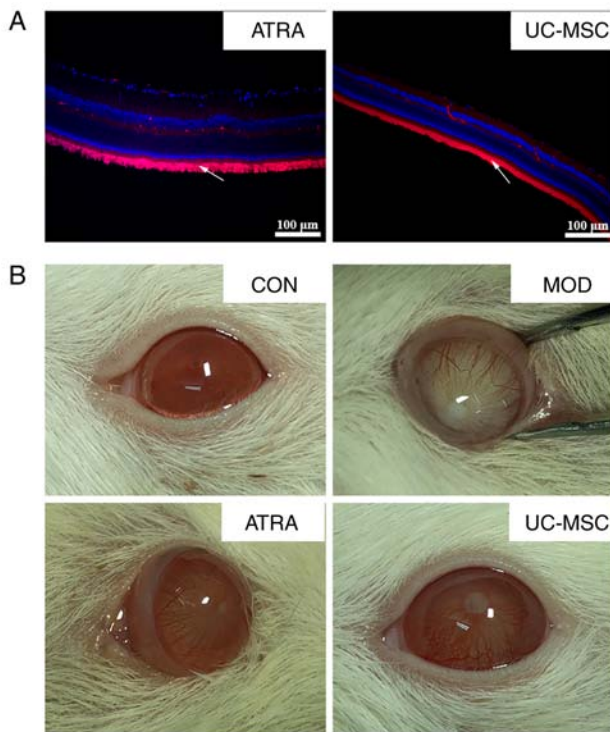 A
ATRA
UC-MSC
100 µm
100 µm
B
CON
MOD
ATRA
UC-MSC